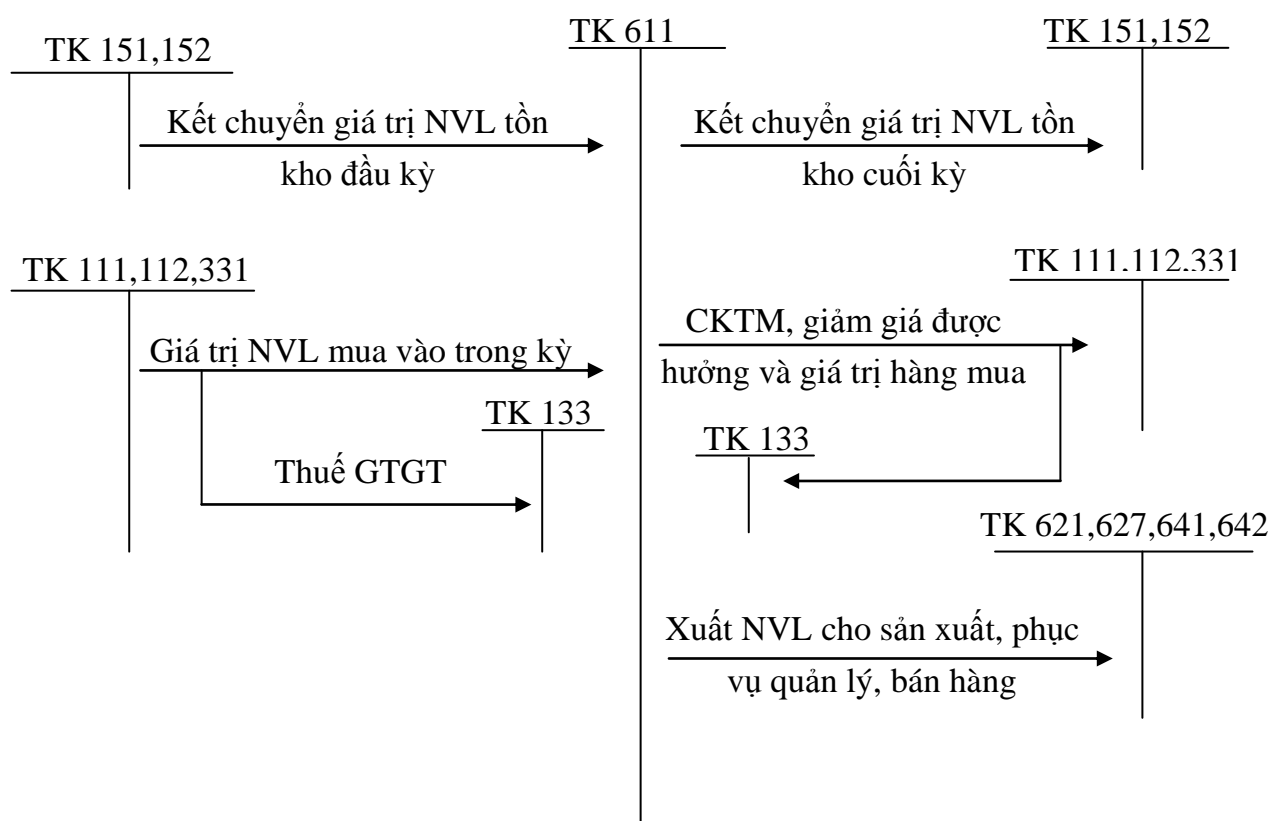 TK 151,152
TK 611
TK 151,152
Kết chuyển giá trị NVL tồn
kho đầu kỳ
Kết chuyển giá trị NVL tồn
kho cuối kỳ
TK 111,112,331
TK 111,112,331
Giá trị NVL mua vào trong kỳ
CKTM, giảm giá được
hưởng và giá trị hàng mua
TK 133
TK 133
Thuế GTGT
TK 621,627,641,642
Xuất NVL cho sản xuất, phục
vụ quản lý, bán hàng